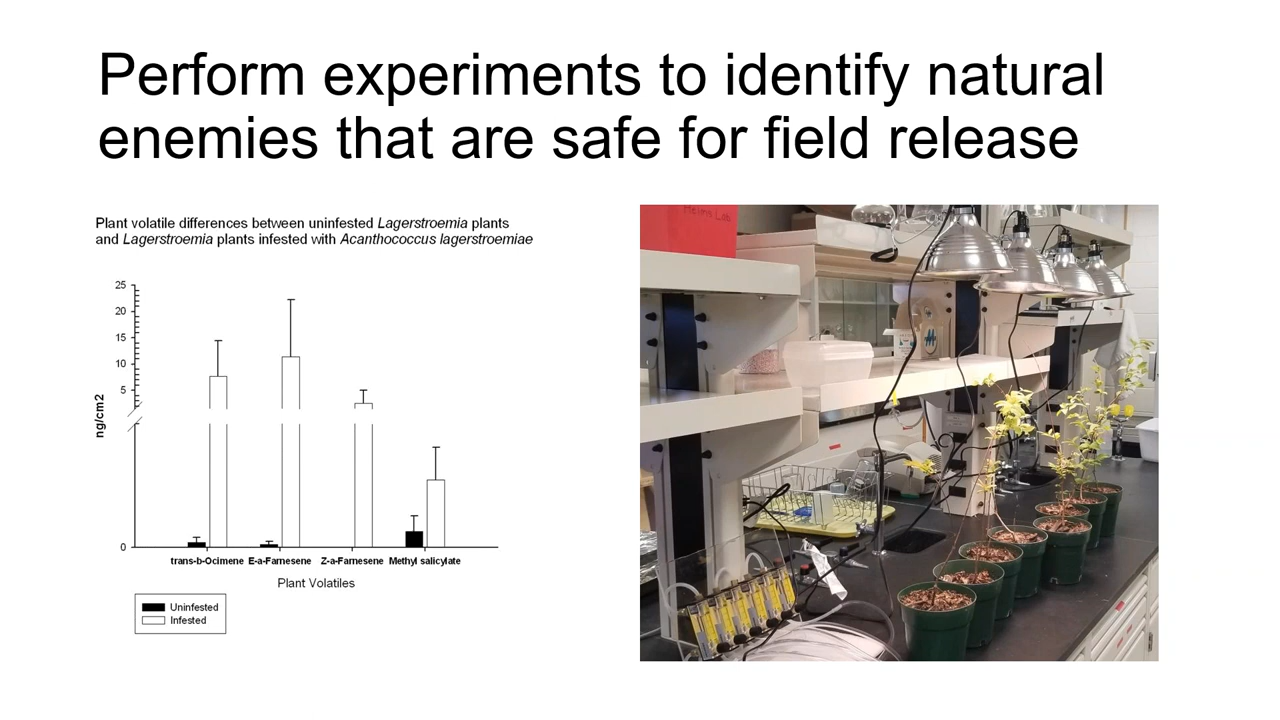 Perform experiments to identify natural
enemies that are safe for field release
Plant volatile differences between uninfested Lagerstroemia plants
and Lagerstroemia plants infested with Acanthococcus lagerstroemiae
25
20
15
10
5
0
ng/cm2
trans-b-Ocimene E-a-Farnesene Z-a-Farnesene Methyl salicylate
Plant Volatiles
Uninfested
Infested